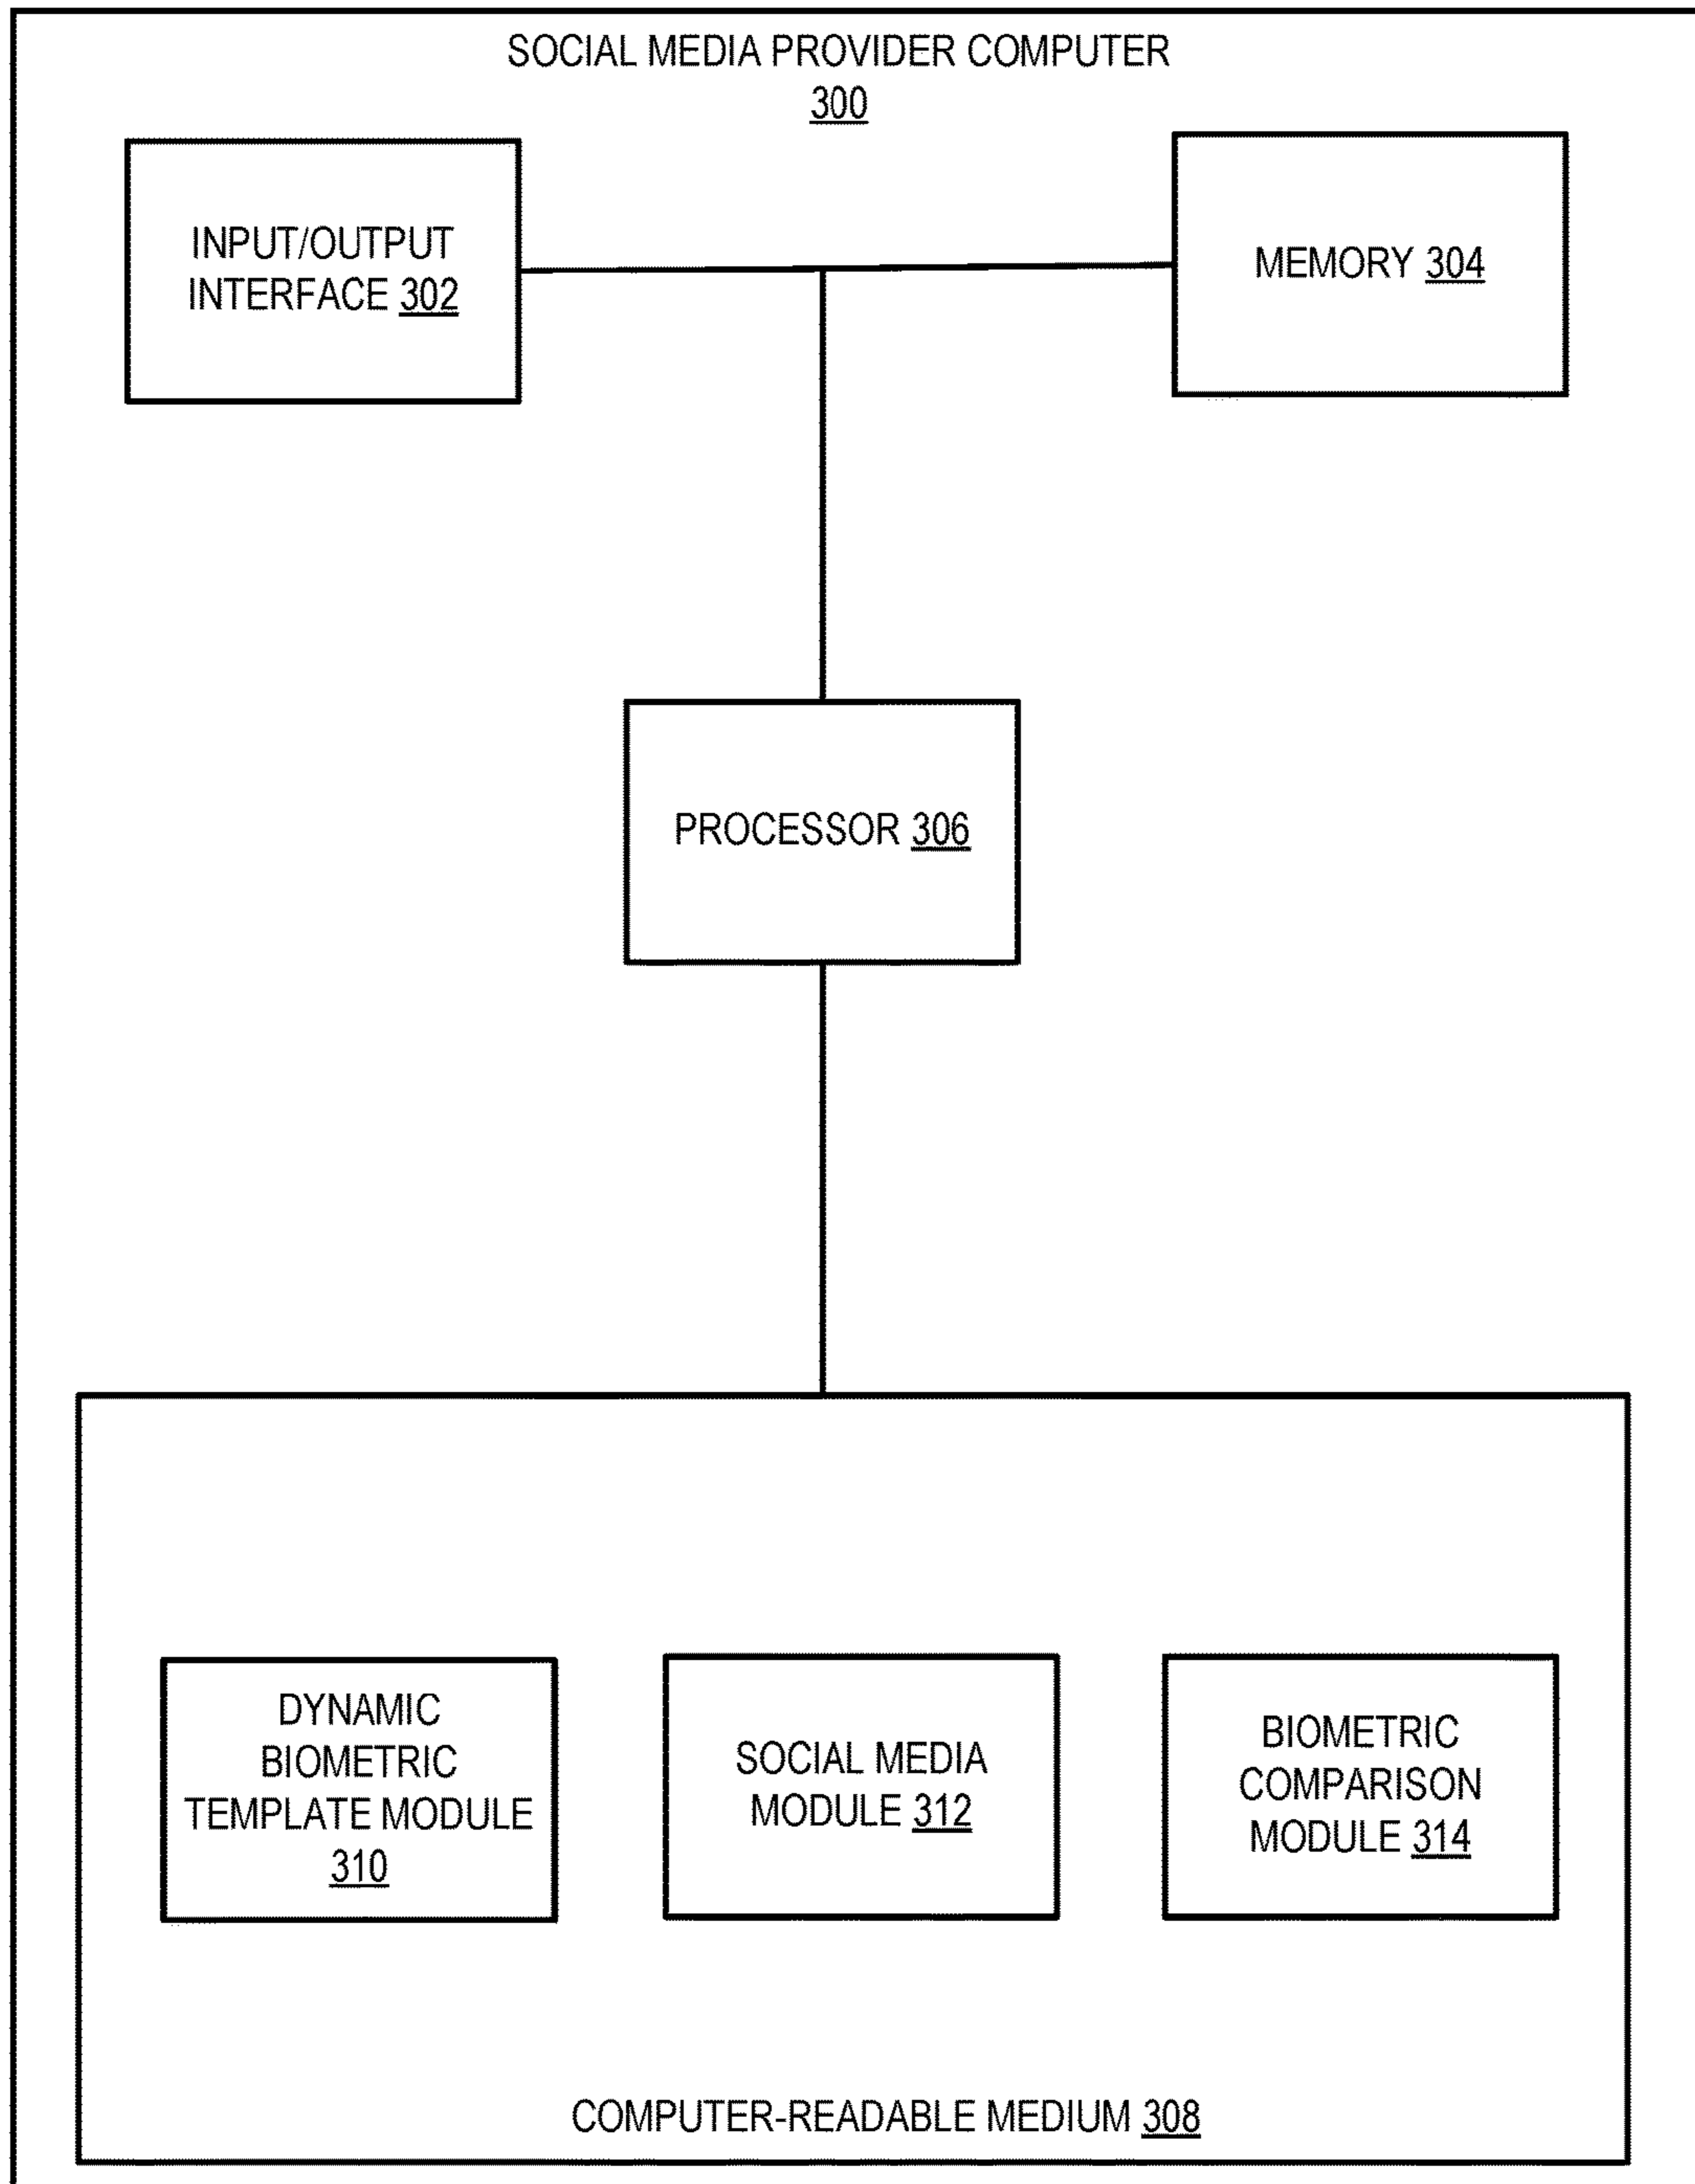 SOCIAL MEDIA PROVIDER COMPUTER
300
INPUT/OUTPUT
INTERFACE 302
MEMORY 304
PROCESSOR 306
DYNAMIC
BIOMETRIC
TEMPLATE MODULE
310
SOCIAL MEDIA
MODULE 312
BIOMETRIC
COMPARISON
MODULE 314
COMPUTER-READABLE MEDIUM 308